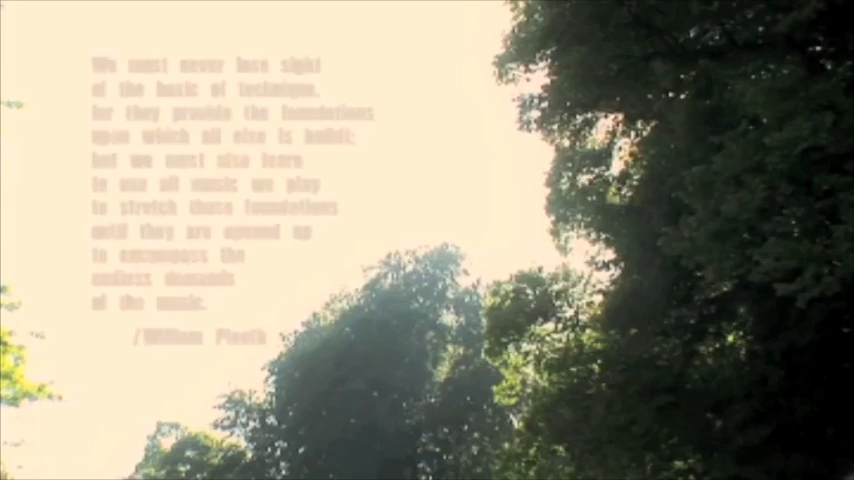 We must never lose sight
of the basic of technique.
for they provide the foundations
upon which all else is build;
but we must also learn
to use all music we play
to stretch those foundations
until they are opened up
to encompass the
endless demands
of the music.
/William Pleeth